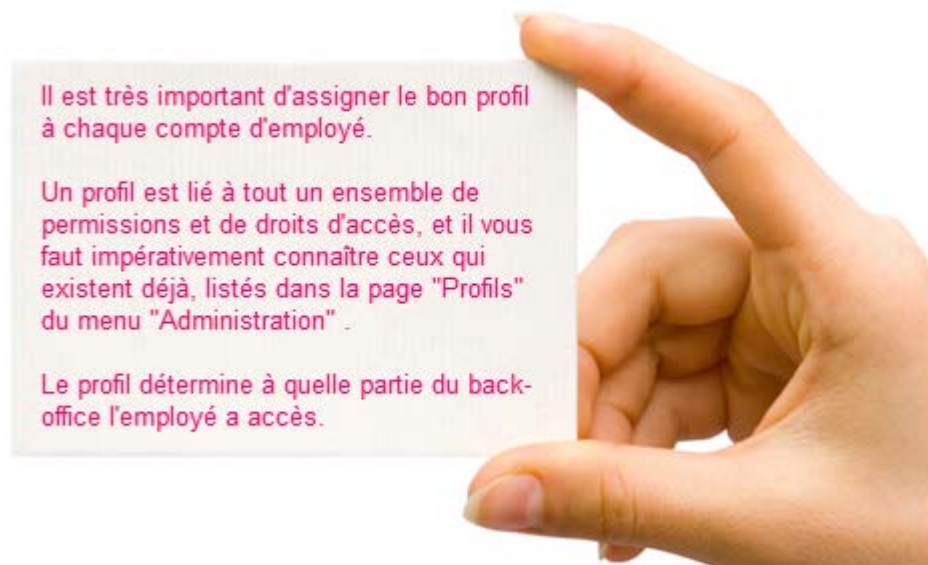 Il est très important d'assigner le bon profil
à chaque compte d'employé.
Un profil est lié à tout un ensemble de
permissions et de droits d'accès, et il vous
faut impérativement connaître ceux qui
existent déjà, listés dans la page "Profils"
du menu "Administration" .
Le profil détermine à quelle partie du back-
office l'employé a accès.